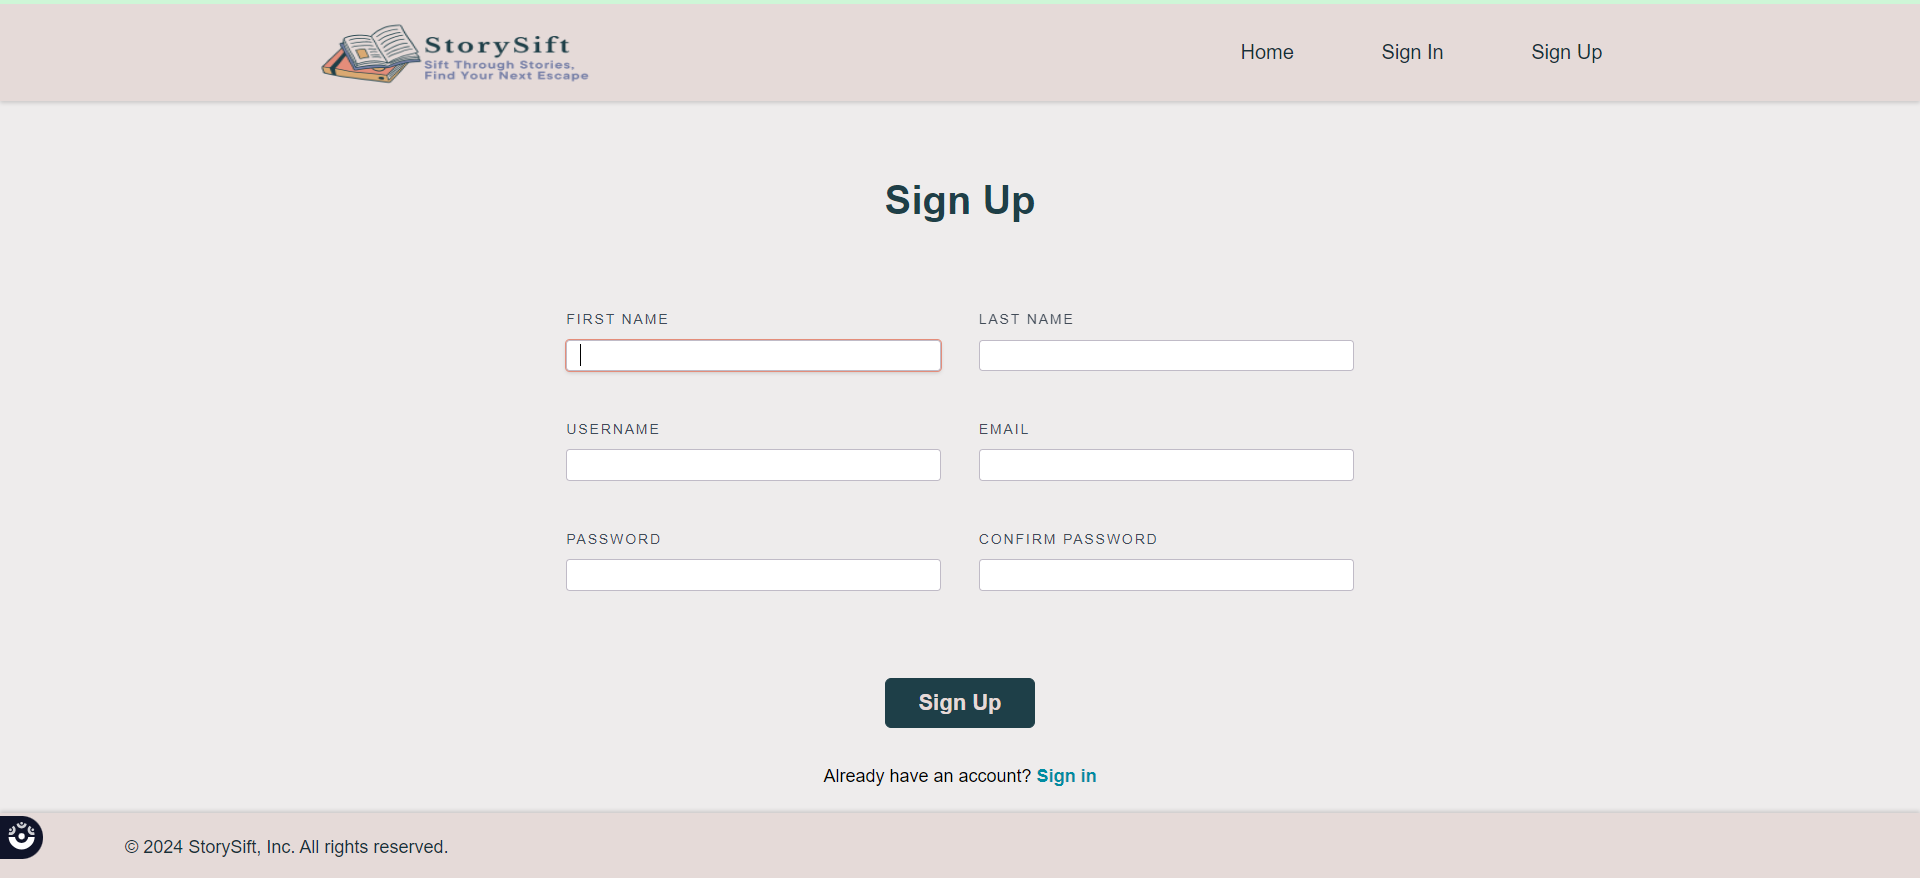 StorySift
Sift Through Stories,
Find Your Next Escape
Home
Sign In
Sign Up
Sign Up
FIRST NAME
LAST NAME
USERNAME
EMAIL
PASSWORD
CONFIRM PASSWORD
Sign Up
Already have an account? Sign in
© 2024 StorySift, Inc. All rights reserved.